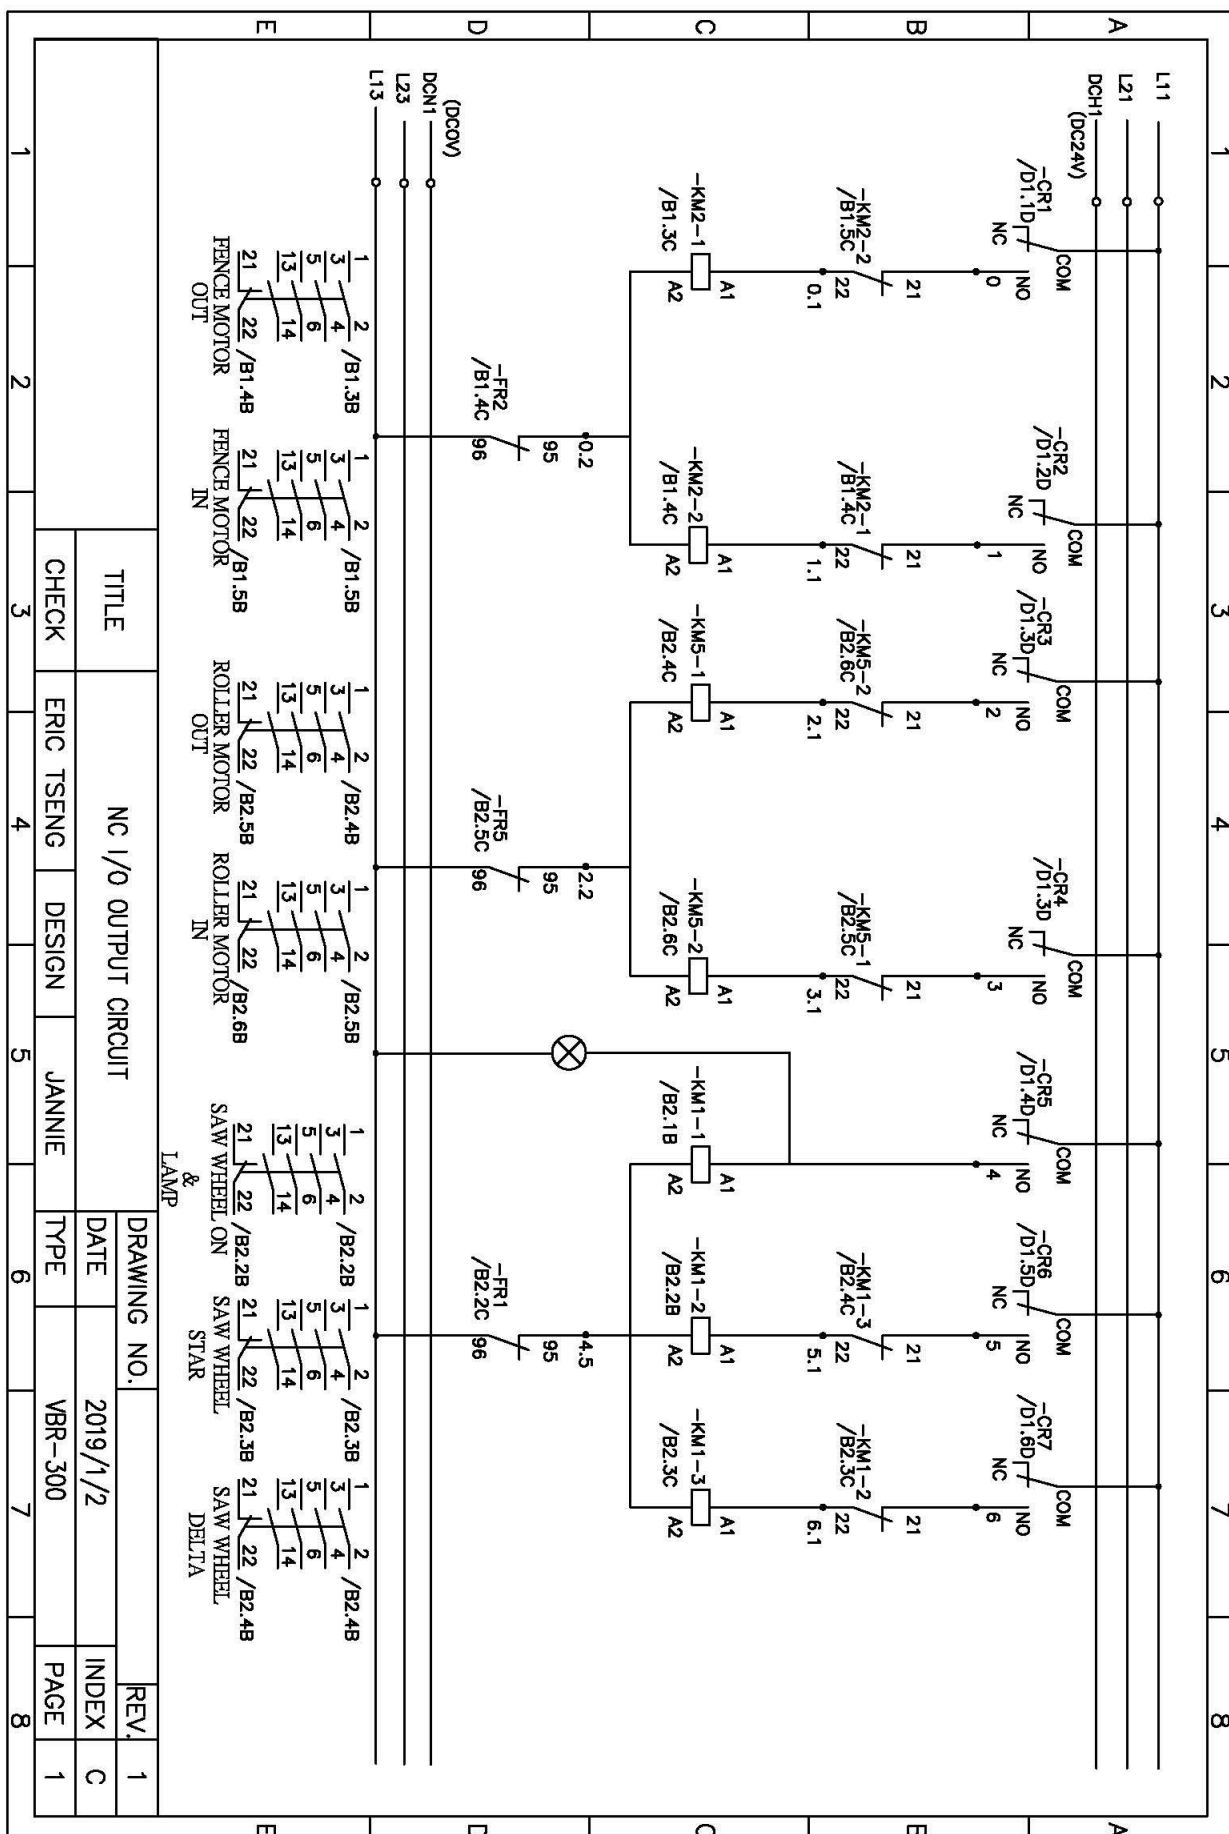 1
2
3
4
5
6
7
8
A
B
C
D
E
L11
L21
DCH1
(DC24V)
-CR1
/D1.1D
NC
COM
NO
0
-KM2-2
/B1.5C
21
22
0.1
-KM2-1
/B1.3C
A1
A2
-CR2
/D1.2D
NC
COM
NO
1
-KM2-1
/B1.4C
21
22
1.1
-KM2-2
/B1.4C
A1
A2
0.2
-FR2
/B1.4C
95
96
-CR3
/D1.3D
NC
COM
NO
2
-KM5-2
/B2.6C
21
22
2.1
-KM5-1
/B2.4C
A1
A2
-CR4
/D1.3D
NC
COM
NO
3
-KM5-1
/B2.5C
21
22
3.1
-KM5-2
/B2.6C
A1
A2
2.2
-FR5
/B2.5C
95
96
-CR5
/D1.4D
NC
COM
NO
4
-KM1-1
/B2.1B
A1
A2
-CR6
/D1.5D
NC
COM
NO
5
-KM1-3
/B2.4C
21
22
5.1
-KM1-2
/B2.2B
A1
A2
-CR7
/D1.6D
NC
COM
NO
6
-KM1-2
/B2.3C
21
22
6.1
-KM1-3
/B2.3C
A1
A2
4.5
-FR1
/B2.2C
95
96
(DC0V)
DCN1
L23
L13
1 2 /B1.3B
3 4
5 6
13 14
21 22 /B1.4B
FENCE MOTOR
OUT
1 2 /B1.5B
3 4
5 6
13 14
21 22 /B1.5B
FENCE MOTOR
IN
1 2 /B2.4B
3 4
5 6
13 14
21 22 /B2.5B
ROLLER MOTOR
OUT
1 2 /B2.5B
3 4
5 6
13 14
21 22 /B2.6B
ROLLER MOTOR
IN
1 2 /B2.2B
3 4
5 6
13 14
21 22 /B2.2B
SAW WHEEL ON
&
LAMP
1 2 /B2.3B
3 4
5 6
13 14
21 22 /B2.3B
SAW WHEEL
STAR
1 2 /B2.4B
3 4
5 6
13 14
21 22 /B2.4B
SAW WHEEL
DELTA
TITLE
NC I/O OUTPUT CIRCUIT
DRAWING NO.
REV. 1
DATE 2019/1/2 INDEX C
CHECK ERIC TSENG DESIGN JANNIE TYPE VBR-300 PAGE 1
1
2
3
4
5
6
7
8
A
B
C
D
E